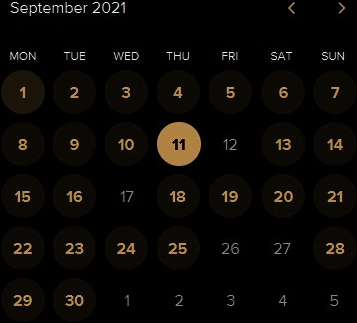 September 2021
MON TUE WED THU FRI SAT SUN
1 2 3 4 5 6 7
8 9 10 11 12 13 14
15 16 17 18 19 20 21
22 23 24 25 26 27 28
29 30 1 2 3 4 5